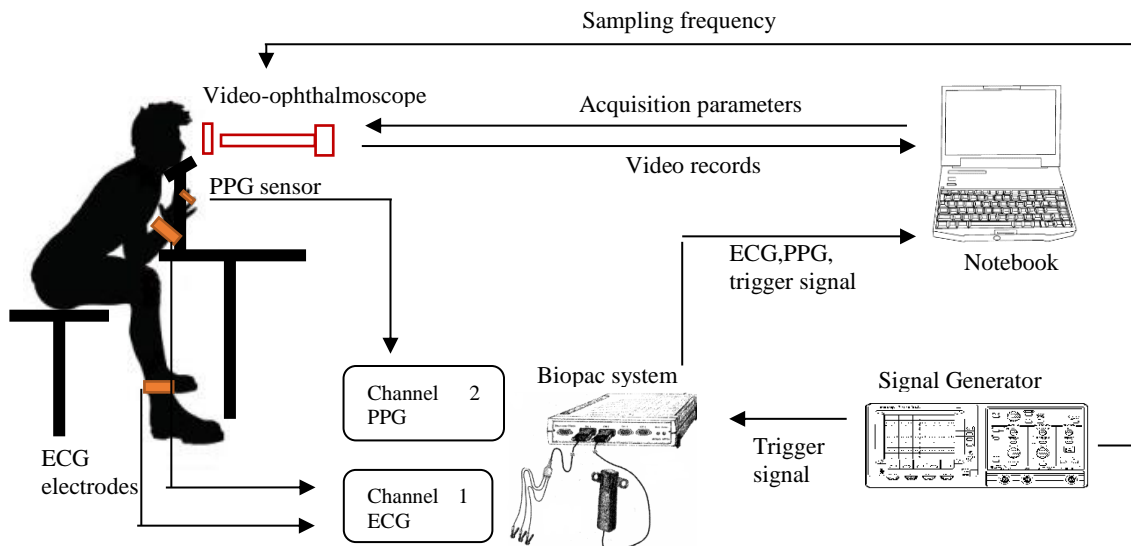 Sampling frequency
Video-ophthalmoscope
Acquisition parameters
Video records
PPG sensor
ECG,PPG,
trigger signal
Notebook
Channel 2
PPG
Biopac system
Signal Generator
Trigger
signal
ECG
electrodes
Channel 1
ECG